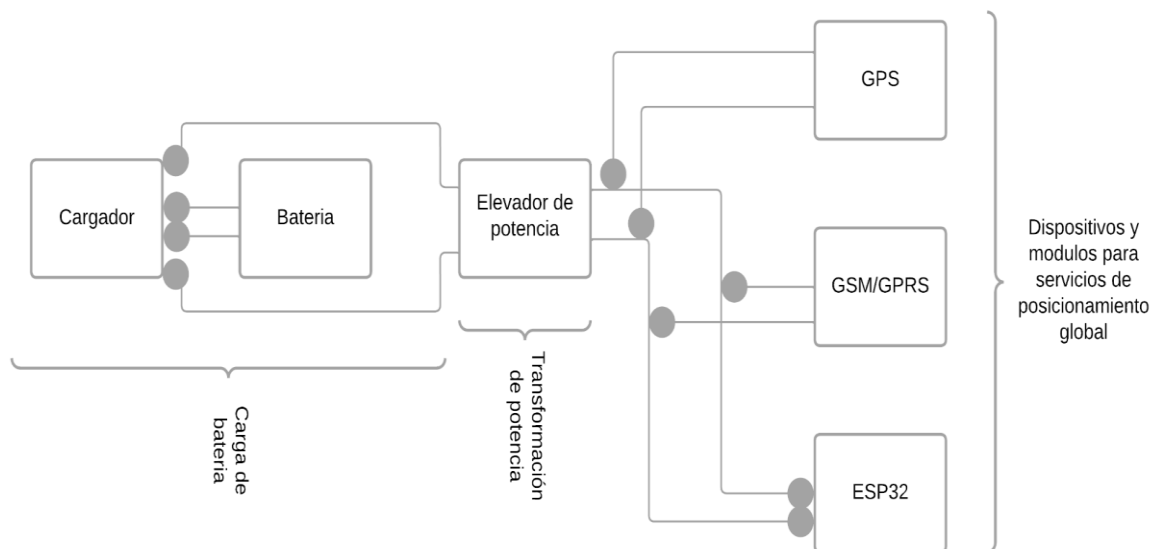 GPS
Cargador
Bateria
Elevador de
potencia
GSM/GPRS
Dispositivos y
modulos para
servicios de
posicionamiento
global
Transformación
de potencia
Carga de
bateria
ESP32